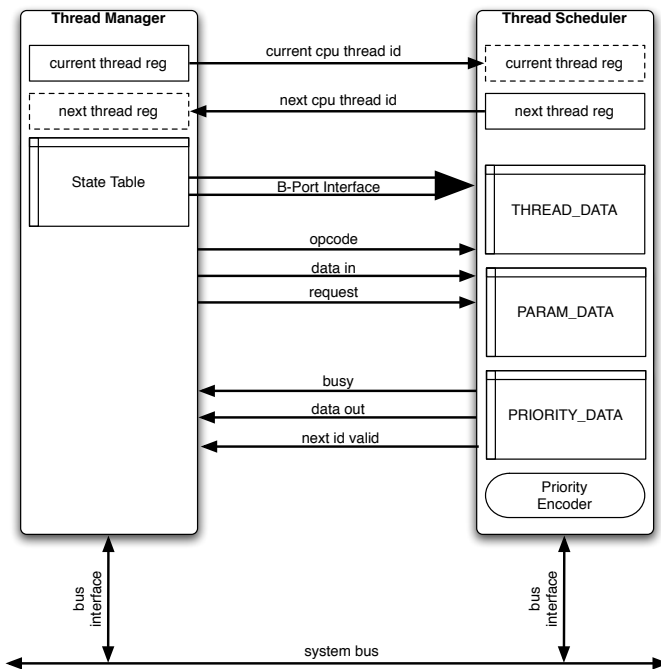 Thread Manager
Thread Scheduler
current thread reg
current cpu thread id
current thread reg
next thread reg
next cpu thread id
next thread reg
State Table
B-Port Interface
THREAD_DATA
opcode
data in
request
PARAM_DATA
busy
data out
next id valid
PRIORITY_DATA
Priority
Encoder
bus
interface
bus
interface
system bus